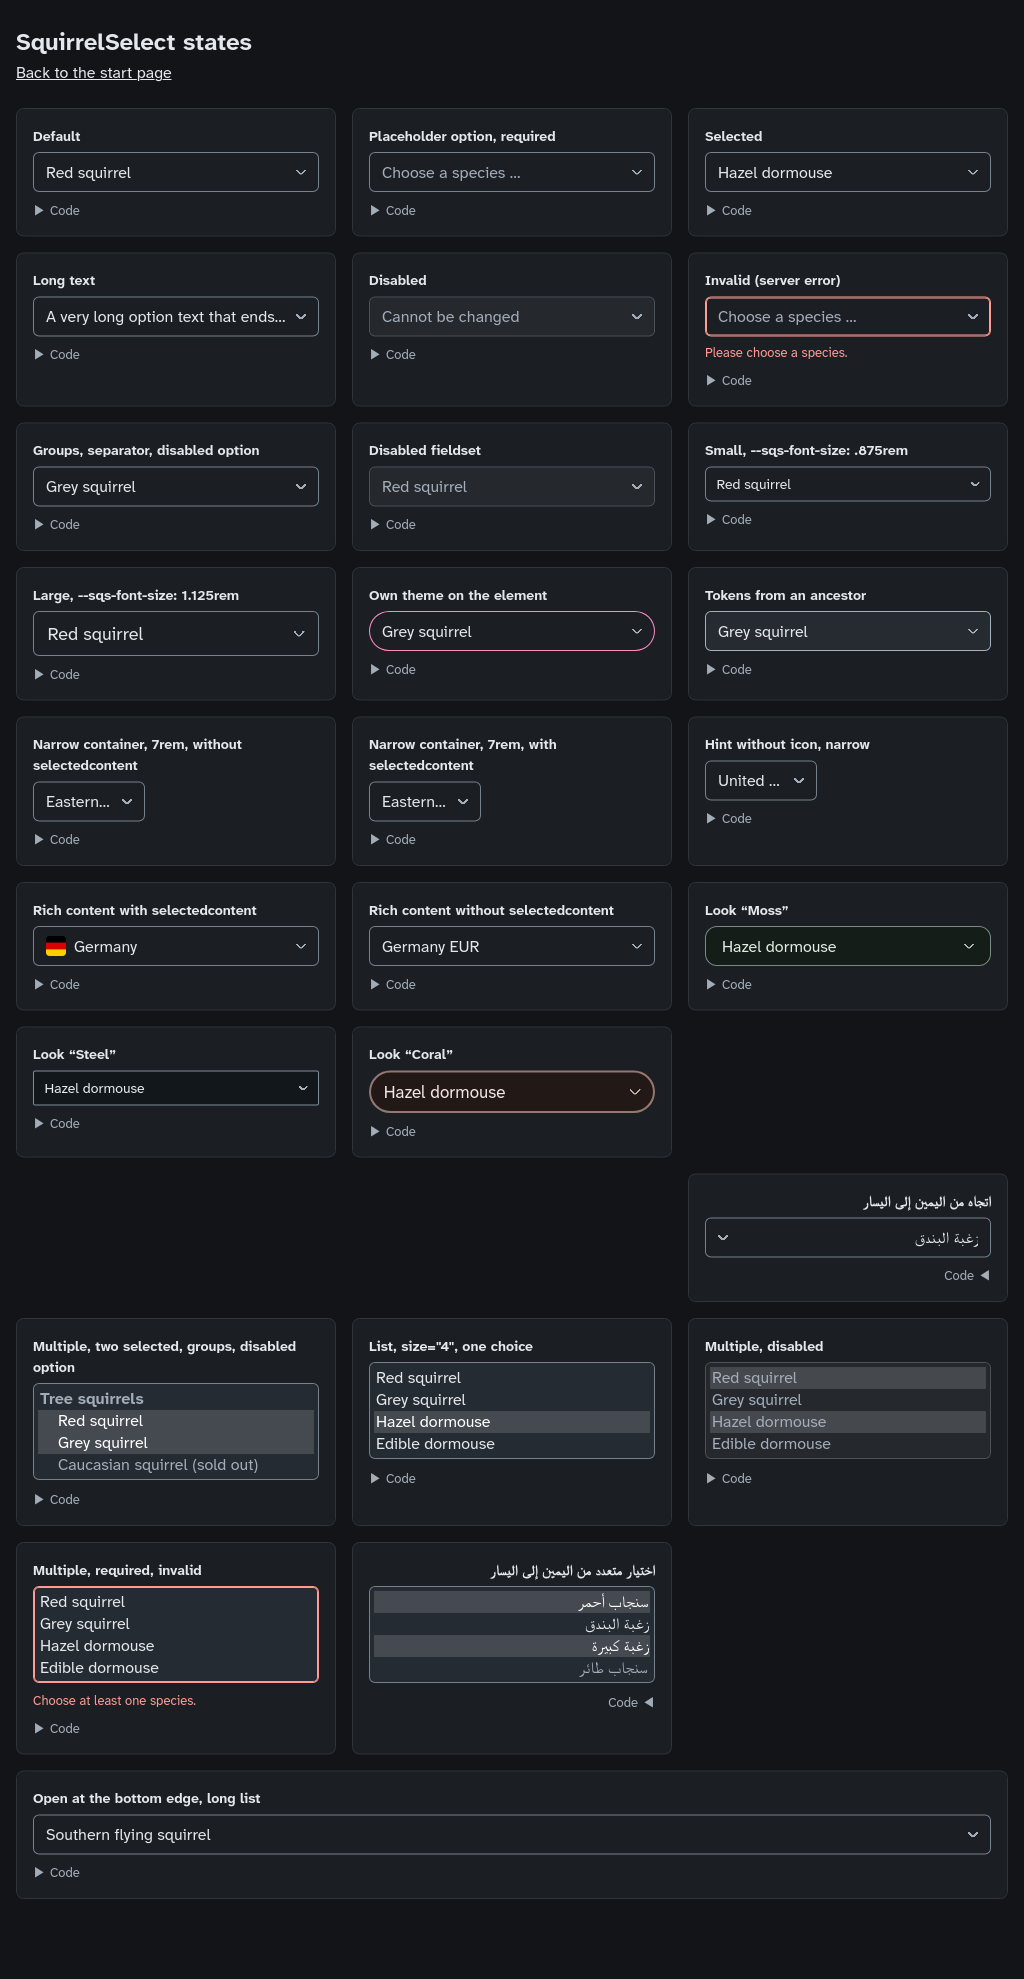 SquirrelSelect states
Back to the start page
Default
Red squirrel
Code
Placeholder option, required
Choose a species ...
Code
Selected
Hazel dormouse
Code
Long text
A very long option text that ends...
Code
Disabled
Cannot be changed
Code
Invalid (server error)
Choose a species ...
Please choose a species.
Code
Groups, separator, disabled option
Grey squirrel
Code
Disabled fieldset
Red squirrel
Code
Small, --sqs-font-size: .875rem
Red squirrel
Code
Large, --sqs-font-size: 1.125rem
Red squirrel
Code
Own theme on the element
Grey squirrel
Code
Tokens from an ancestor
Grey squirrel
Code
Narrow container, 7rem, without
selectedcontent
Eastern...
Code
Narrow container, 7rem, with
selectedcontent
Eastern...
Code
Hint without icon, narrow
United ...
Code
Rich content with selectedcontent
Germany
Code
Rich content without selectedcontent
Germany EUR
Code
Look “Moss”
Hazel dormouse
Code
Look “Steel”
Hazel dormouse
Code
Look “Coral”
Hazel dormouse
Code
اتجاه من اليمين إلى اليسار
زغبة البندق
Code
Multiple, two selected, groups, disabled
option
Tree squirrels
Red squirrel
Grey squirrel
Caucasian squirrel (sold out)
Code
List, size="4", one choice
Red squirrel
Grey squirrel
Hazel dormouse
Edible dormouse
Code
Multiple, disabled
Red squirrel
Grey squirrel
Hazel dormouse
Edible dormouse
Code
Multiple, required, invalid
Red squirrel
Grey squirrel
Hazel dormouse
Edible dormouse
Choose at least one species.
Code
اختيار متعدد من اليمين إلى اليسار
سنجاب أحمر
زغبة البندق
زغبة كبيرة
سنجاب طائر
Code
Open at the bottom edge, long list
Southern flying squirrel
Code